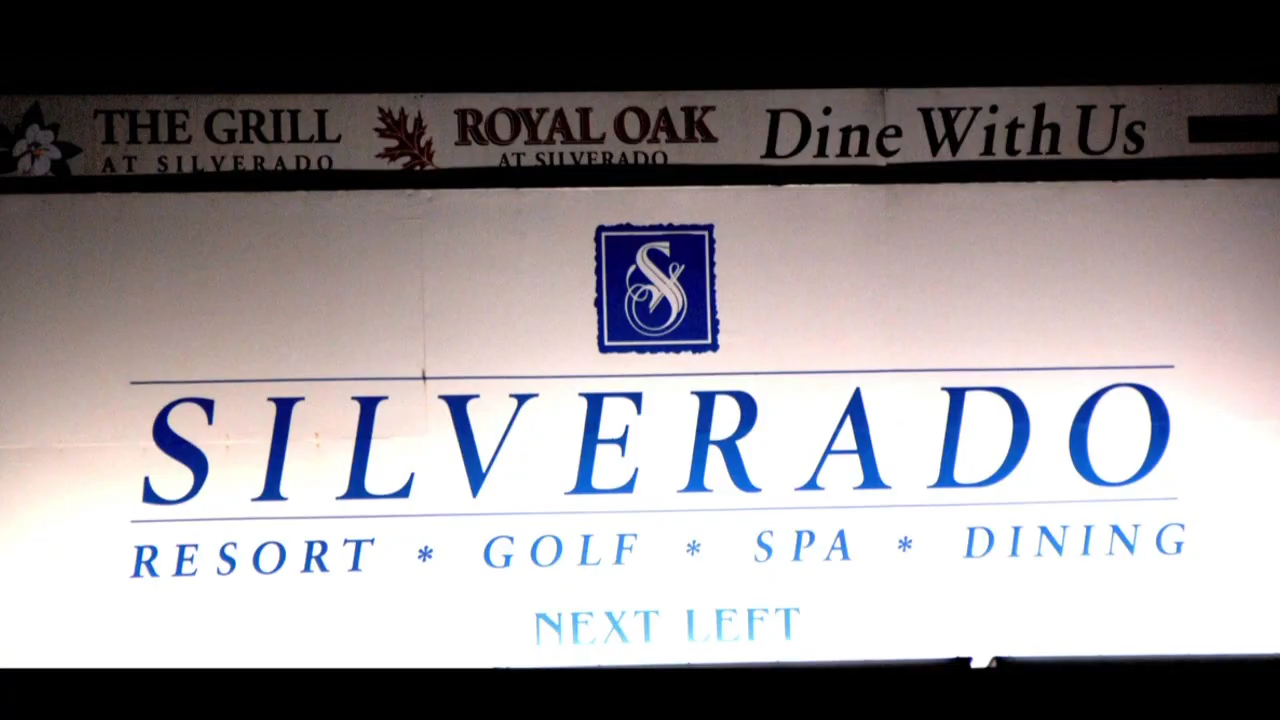 THE GRILL
AT SILVERADO
ROYAL OAK
AT SILVERADO
Dine With Us
S
SILVERADO
RESORT * GOLF * SPA * DINING
NEXT LEFT